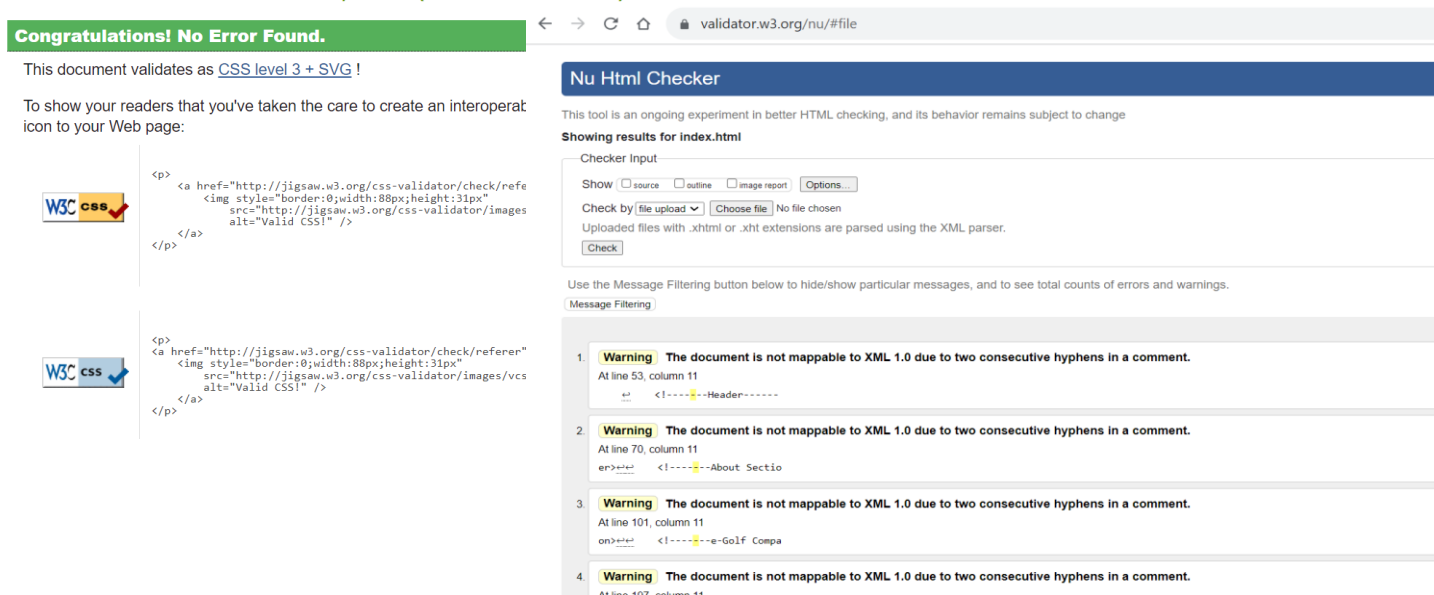 Congratulations! No Error Found.
This document validates as CSS level 3 + SVG !
To show your readers that you've taken the care to create an interoperab
icon to your Web page:
W3C css
<p>
<a href="http://jigsaw.w3.org/css-validator/check/refe
<img style="border:0;width:88px;height:31px"
src="http://jigsaw.w3.org/css-validator/images
alt="Valid CSS!" />
</a>
</p>
W3C css
<p>
<a href="http://jigsaw.w3.org/css-validator/check/referer"
<img style="border:0;width:88px;height:31px"
src="http://jigsaw.w3.org/css-validator/images/vcs
alt="Valid CSS!" />
</a>
</p>
validator.w3.org/nu/#file
Nu Html Checker
This tool is an ongoing experiment in better HTML checking, and its behavior remains subject to change
Showing results for index.html
Checker Input
Show source outline image report Options...
Check by file upload Choose file No file chosen
Uploaded files with .xhtml or .xht extensions are parsed using the XML parser.
Check
Use the Message Filtering button below to hide/show particular messages, and to see total counts of errors and warnings.
Message Filtering
1. Warning The document is not mappable to XML 1.0 due to two consecutive hyphens in a comment.
At line 53, column 11
↩ <!-------Header------
2. Warning The document is not mappable to XML 1.0 due to two consecutive hyphens in a comment.
At line 70, column 11
er>↩↩ <!-------About Sectio
3. Warning The document is not mappable to XML 1.0 due to two consecutive hyphens in a comment.
At line 101, column 11
on>↩↩ <!-------e-Golf Compa
4. Warning The document is not mappable to XML 1.0 due to two consecutive hyphens in a comment.
At line 197, column 11